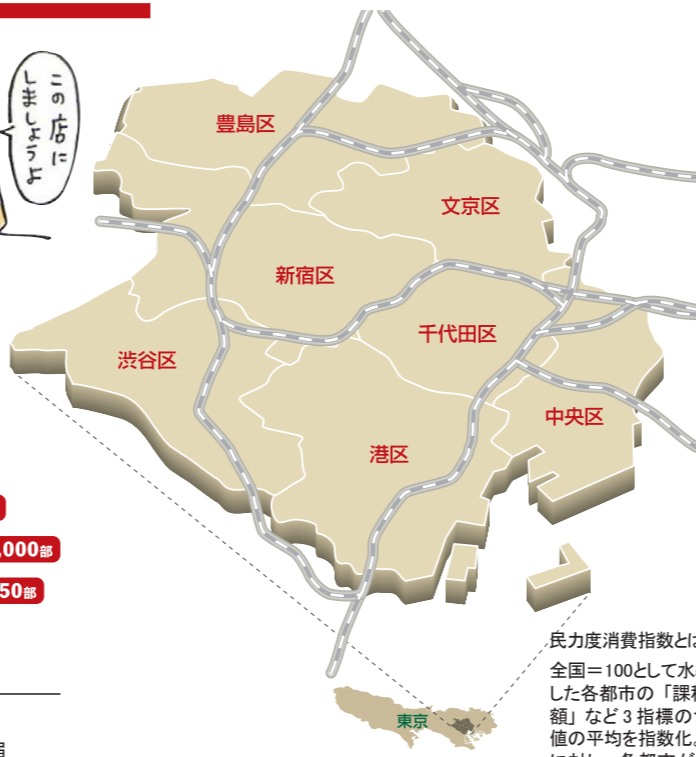 この店に
しましょうよ
豊島区
文京区
新宿区
千代田区
渋谷区
中央区
港区
,000部
50部
東京
民力度消費指数とは
全国=100として水
した各都市の「課税
額」など3指標の
値の平均を指数化。